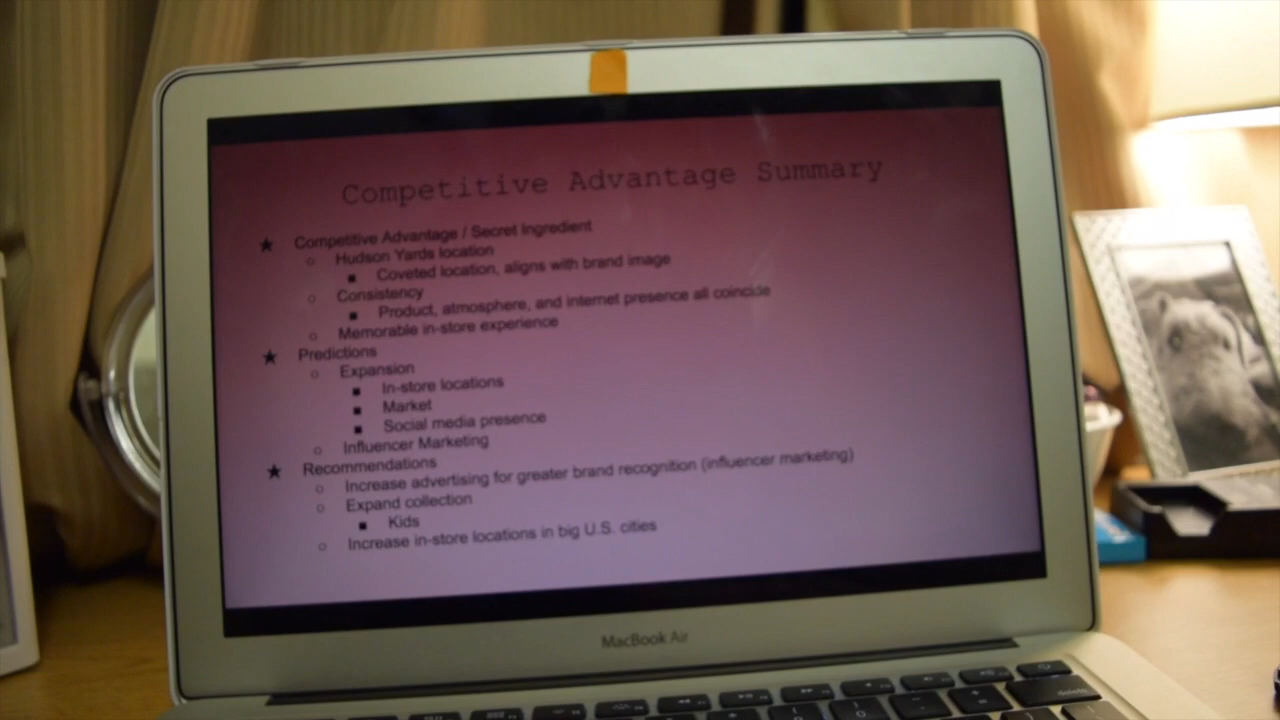 Competitive Advantage Summary
★ Competitive Advantage / Secret Ingredient
○ Hudson Yards location
■ Coveted location, aligns with brand image
○ Consistency
■ Product, atmosphere, and internet presence all coincide
○ Memorable in-store experience
★ Predictions
○ Expansion
■ In-store locations
■ Market
■ Social media presence
○ Influencer Marketing
★ Recommendations
○ Increase advertising for greater brand recognition (influencer marketing)
○ Expand collection
■ Kids
○ Increase in-store locations in big U.S. cities
MacBook Air
delete